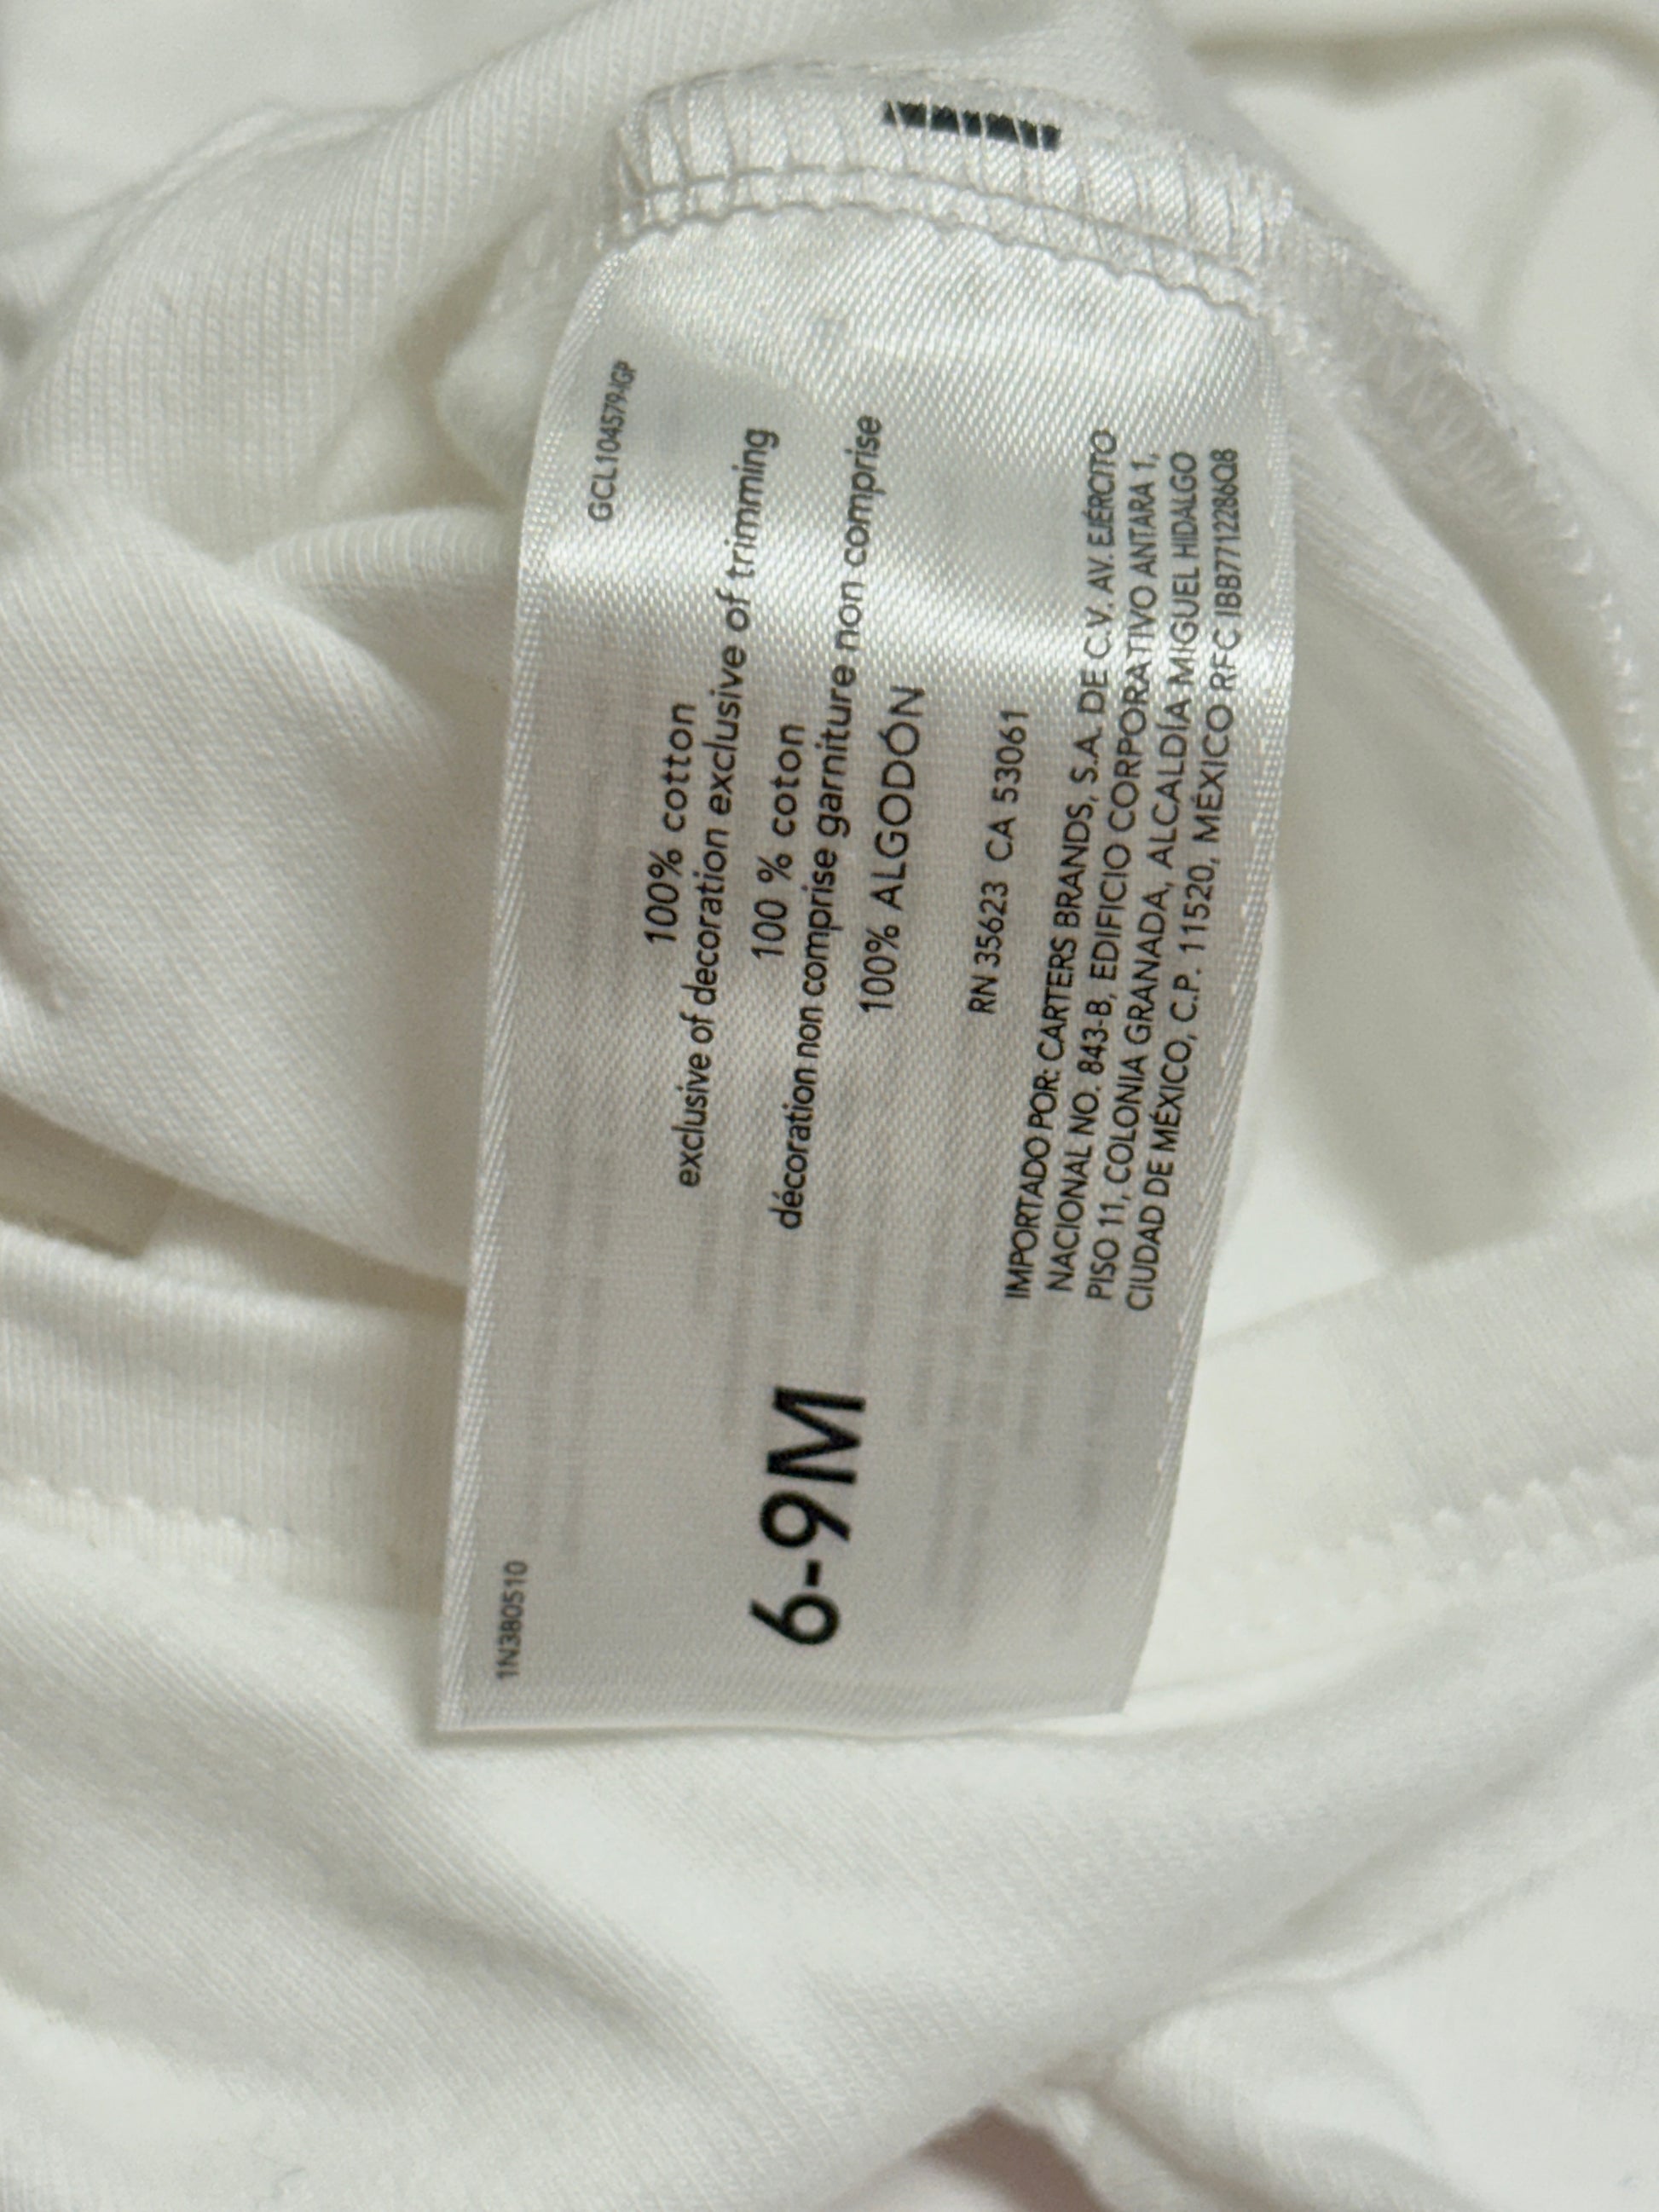 1N380510
GCL104579-IGP
100% cotton
exclusive of decoration exclusive of trimming
100 % coton
décoration non comprise garniture non comprise
100% ALGODÓN
6-9M
RN 35623 CA 53061
IMPORTADO POR: CARTERS BRANDS, S.A. DE C.V. AV. EJÉRCITO
NACIONAL NO. 843-B, EDIFICIO CORPORATIVO ANTARA 1,
PISO 11, COLONIA GRANADA, ALCALDÍA MIGUEL HIDALGO
CIUDAD DE MÉXICO, C.P. 11520, MÉXICO RFC IBB7712286Q8